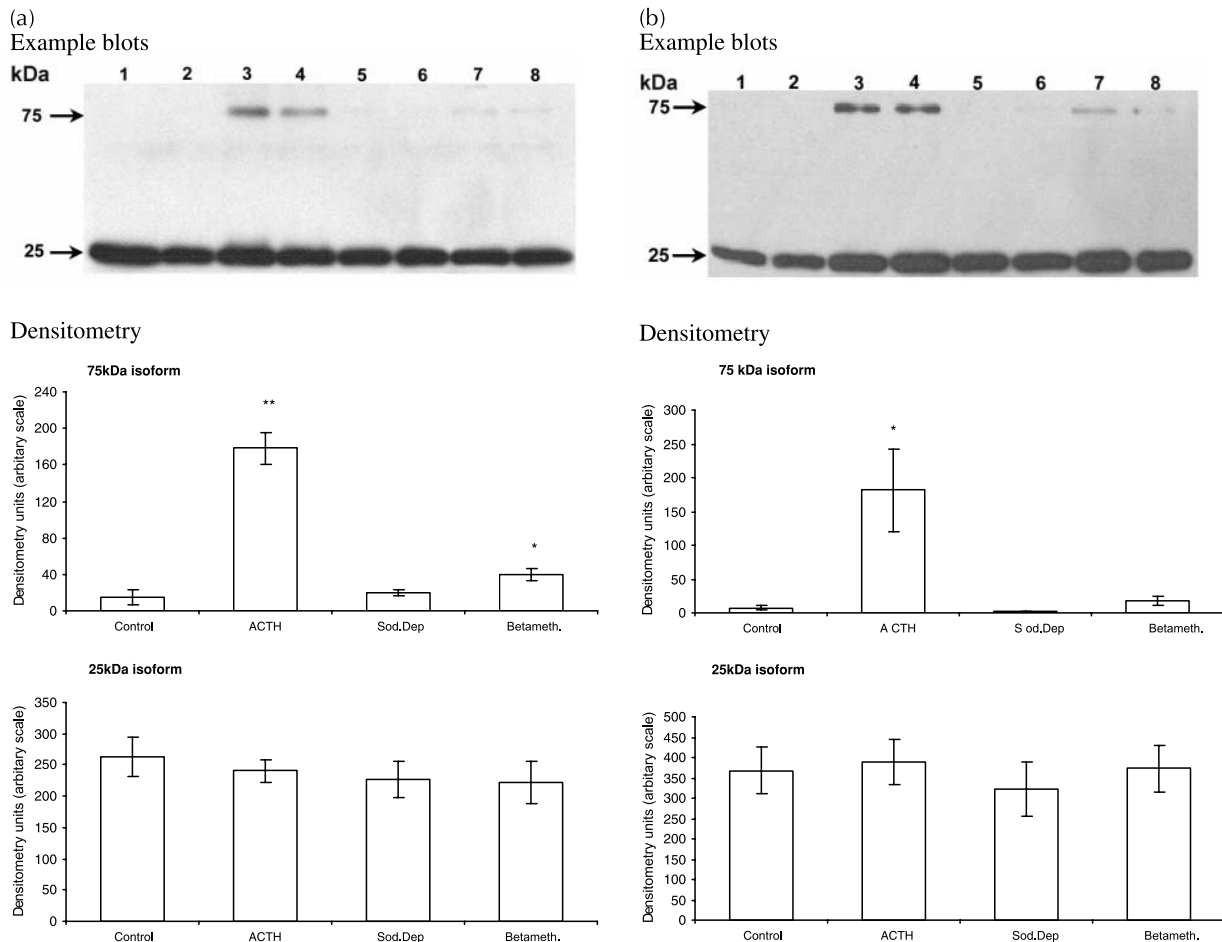 (a)
Example blots
kDa 1 2 3 4 5 6 7 8
75
25
Densitometry
75kDa isoform
Densitometry units (arbitary scale)
240
200
160
120
80
40
0
**
*
Control ACTH Sod.Dep Betameth.
25kDa isoform
Densitometry units (arbitary scale)
350
300
250
200
150
100
50
0
Control ACTH Sod.Dep Betameth.
(b)
Example blots
kDa 1 2 3 4 5 6 7 8
75
25
Densitometry
75 kDa isoform
Densitometry units (arbitary scale)
300
250
200
150
100
50
0
*
Control A CTH S od.Dep Betameth.
25kDa isoform
Densitometry units (arbitary scale)
500
450
400
350
300
250
200
150
100
50
0
Control ACTH Sod.Dep Betameth.